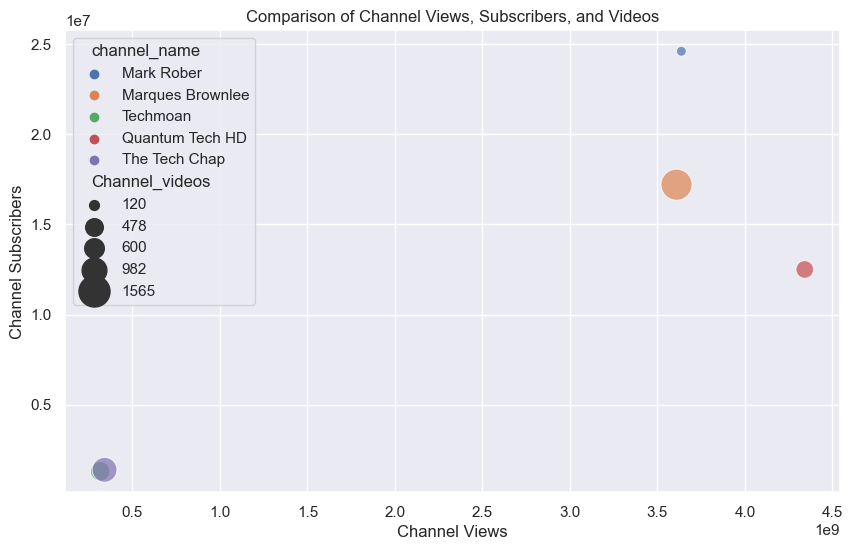 Comparison of Channel Views, Subscribers, and Videos
1e7
channel_name
Mark Rober
Marques Brownlee
Techmoan
Quantum Tech HD
The Tech Chap
Channel_videos
120
478
600
982
1565
2.5
2.0
1.5
1.0
0.5
Channel Subscribers
0.5 1.0 1.5 2.0 2.5 3.0 3.5 4.0 4.5
1e9
Channel Views